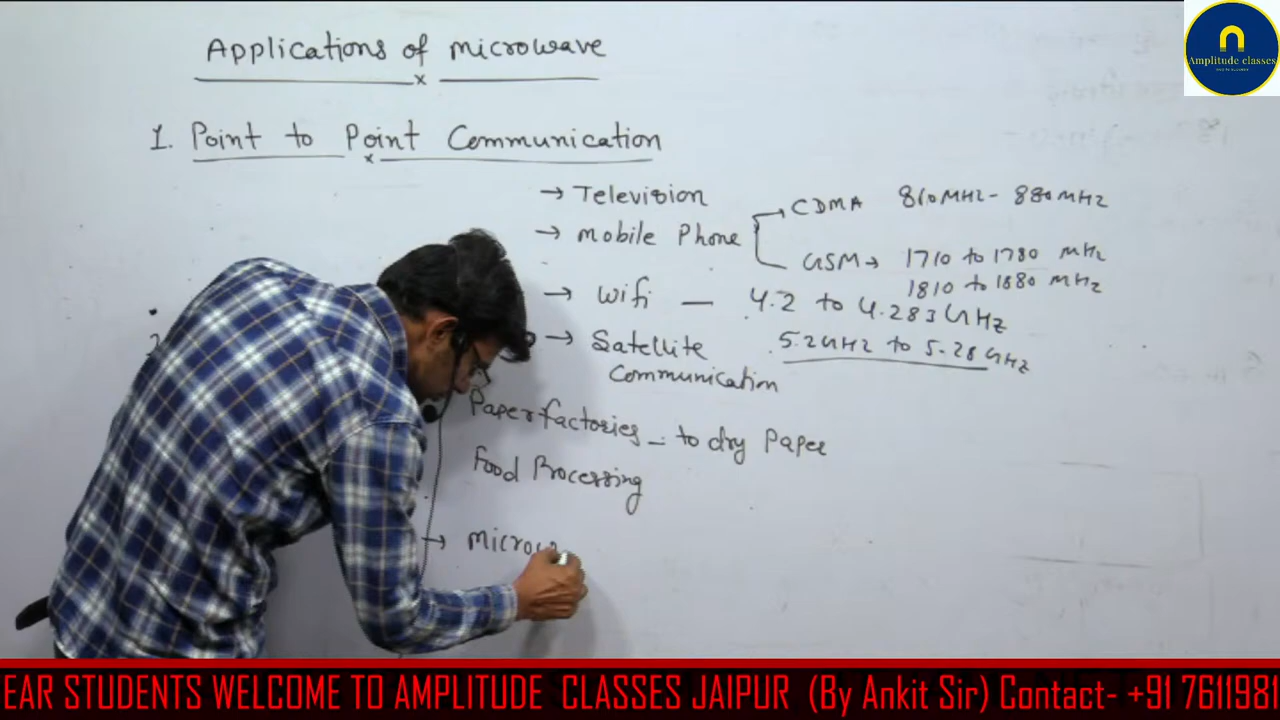 Applications of microwave
1. Point to Point Communication
→ Television
→ Mobile Phone
→ CDMA 810MHz - 880MHz
GSM → 1710 to 1780 MHz
1810 to 1880 MHz
→ Wifi — 4.2 to 4.283 GHz
5.2GHz to 5.28 GHz
→ Satellite
Communication
Paper factories - to dry Paper
Food Processing
→ Microw
Amplitude classes
EAR STUDENTS WELCOME TO AMPLITUDE CLASSES JAIPUR (By Ankit Sir) Contact- +91 7611981